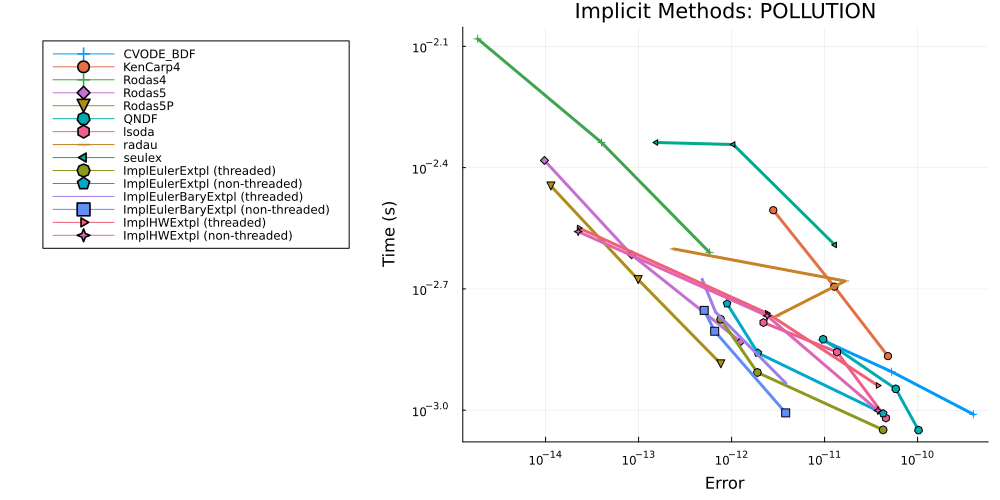 Implicit Methods: POLLUTION
CVODE_BDF
KenCarp4
Rodas4
Rodas5
Rodas5P
QNDF
lsoda
radau
seulex
ImplEulerExtpl (threaded)
ImplEulerExtpl (non-threaded)
ImplEulerBaryExtpl (threaded)
ImplEulerBaryExtpl (non-threaded)
ImplHWExtpl (threaded)
ImplHWExtpl (non-threaded)
Time (s)
10⁻²·¹
10⁻²·⁴
10⁻²·⁷
10⁻³·⁰
10⁻¹⁴ 10⁻¹³ 10⁻¹² 10⁻¹¹ 10⁻¹⁰
Error